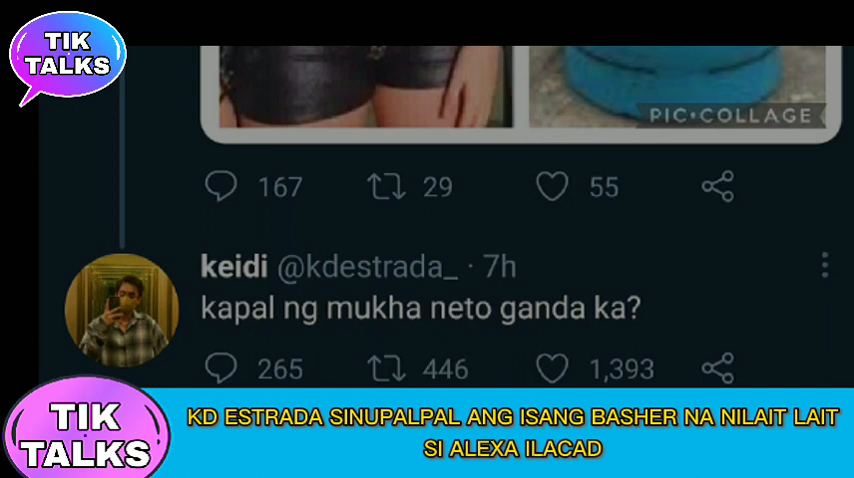 TIK
TALKS
PIC•COLLAGE
167 29 55
keidi @kdestrada_ · 7h
kapal ng mukha neto ganda ka?
265 446 1,393
TIK
TALKS
KD ESTRADA SINUPALPAL ANG ISANG BASHER NA NILAIT LAIT
SI ALEXA ILACAD